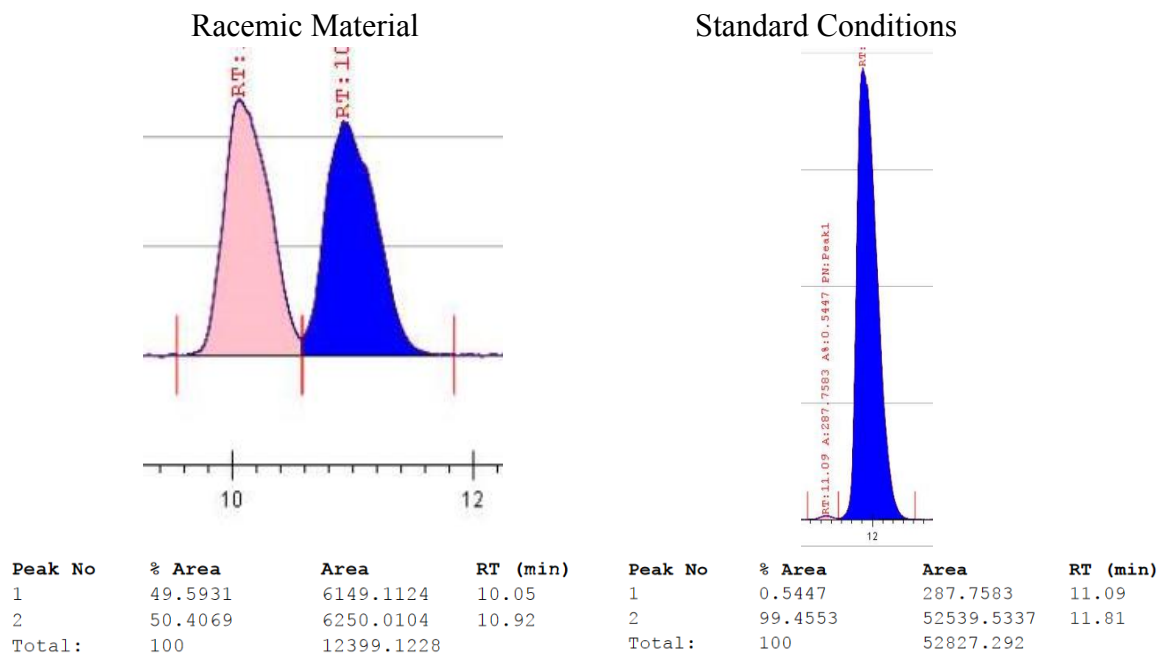 Racemic Material
Standard Conditions
RT:
RT:10
10
12
RT:
RT:11.09 A:287.7583 A%:0.5447 PN:Peak1
12
Peak No % Area Area RT (min)
1 49.5931 6149.1124 10.05
2 50.4069 6250.0104 10.92
Total: 100 12399.1228
Peak No % Area Area RT (min)
1 0.5447 287.7583 11.09
2 99.4553 52539.5337 11.81
Total: 100 52827.292